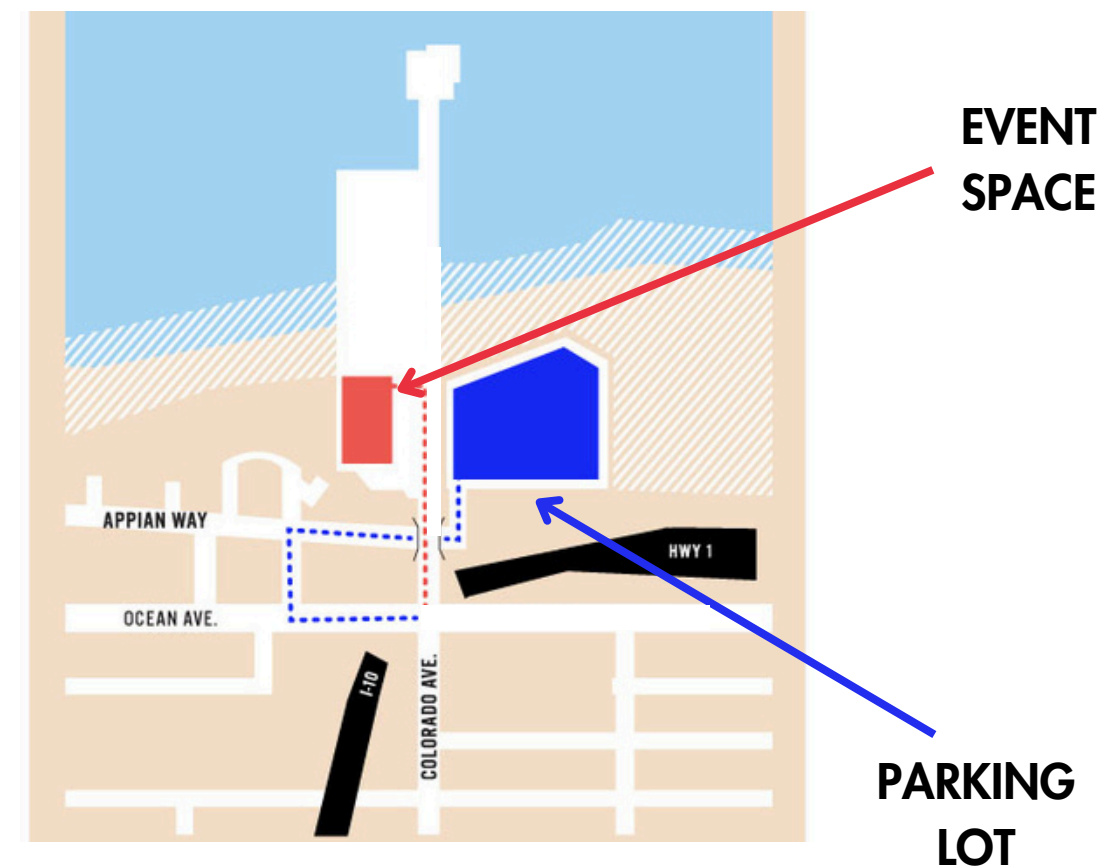 EVENT
SPACE
APPIAN WAY
HWY 1
OCEAN AVE.
I-10
COLORADO AVE.
PARKING
LOT